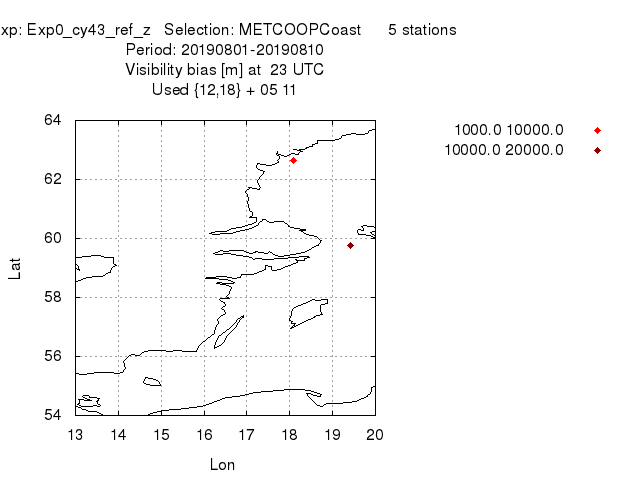 xp: Exp0_cy43_ref_z Selection: METCOOPCoast 5 stations
Period: 20190801-20190810
Visibility bias [m] at 23 UTC
Used {12,18} + 05 11
1000.0 10000.0
10000.0 20000.0
64
62
60
58
56
54
Lat
13 14 15 16 17 18 19 20
Lon